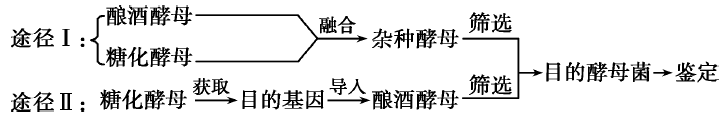 途径Ⅰ：酿酒酵母
糖化酵母
融合
杂种酵母
筛选
途径Ⅱ：糖化酵母
获取
目的基因
导入
酿酒酵母
筛选
目的酵母菌
鉴定